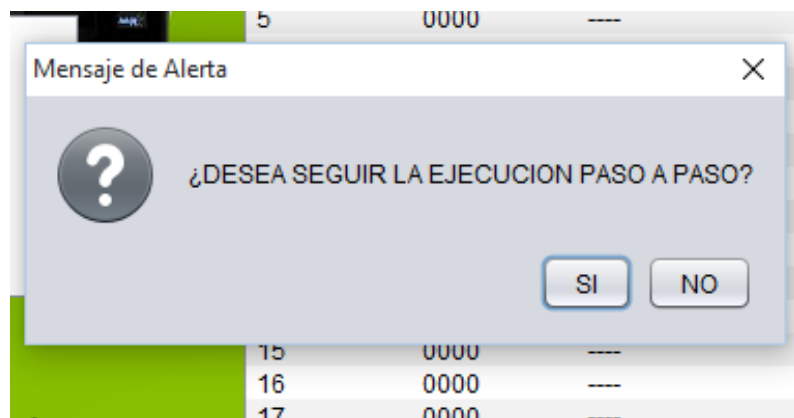 5 0000 ----
Mensaje de Alerta
¿DESEA SEGUIR LA EJECUCION PASO A PASO?
SI NO
15 0000 ----
16 0000 ----
17 0000 ----